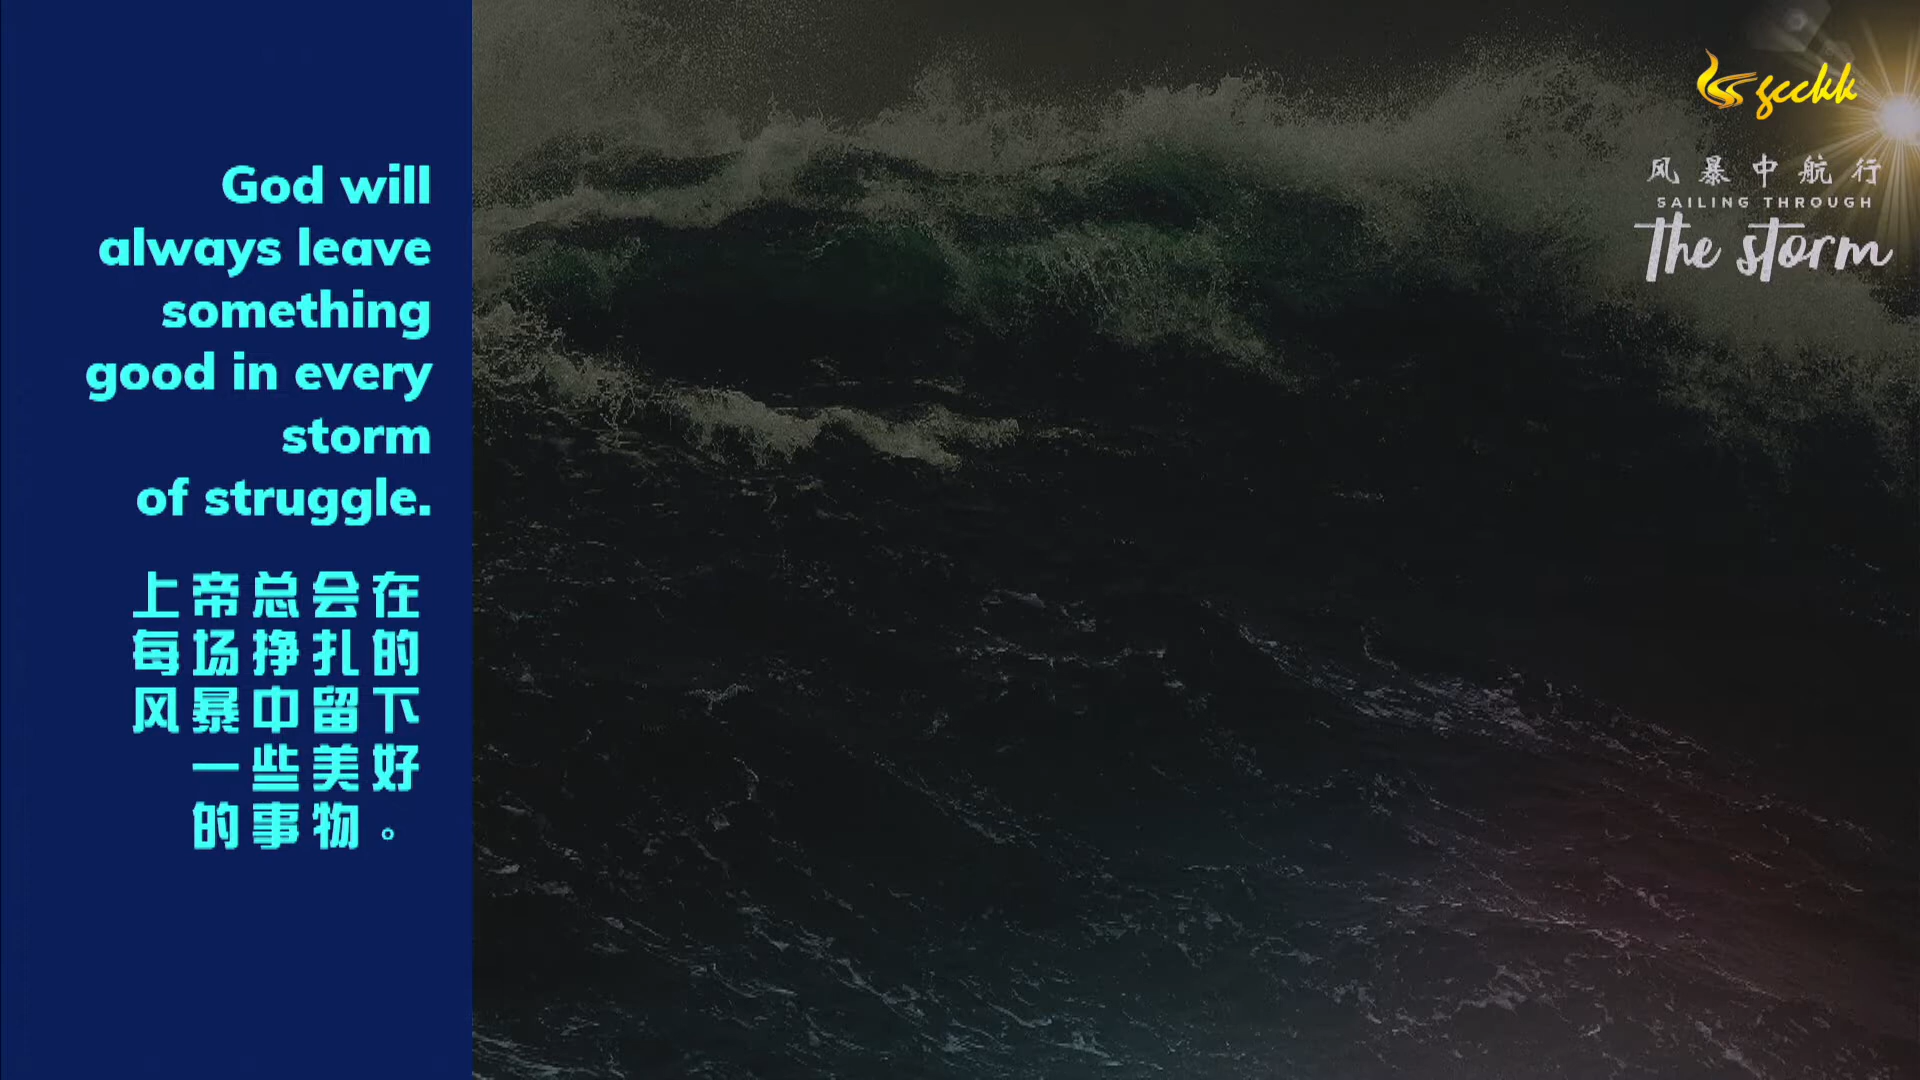 God will
always leave
something
good in every
storm
of struggle.
上帝总会在
每场挣扎的
风暴中留下
一些美好
的事物。
gcckk
风暴中航行
SAILING THROUGH
The storm